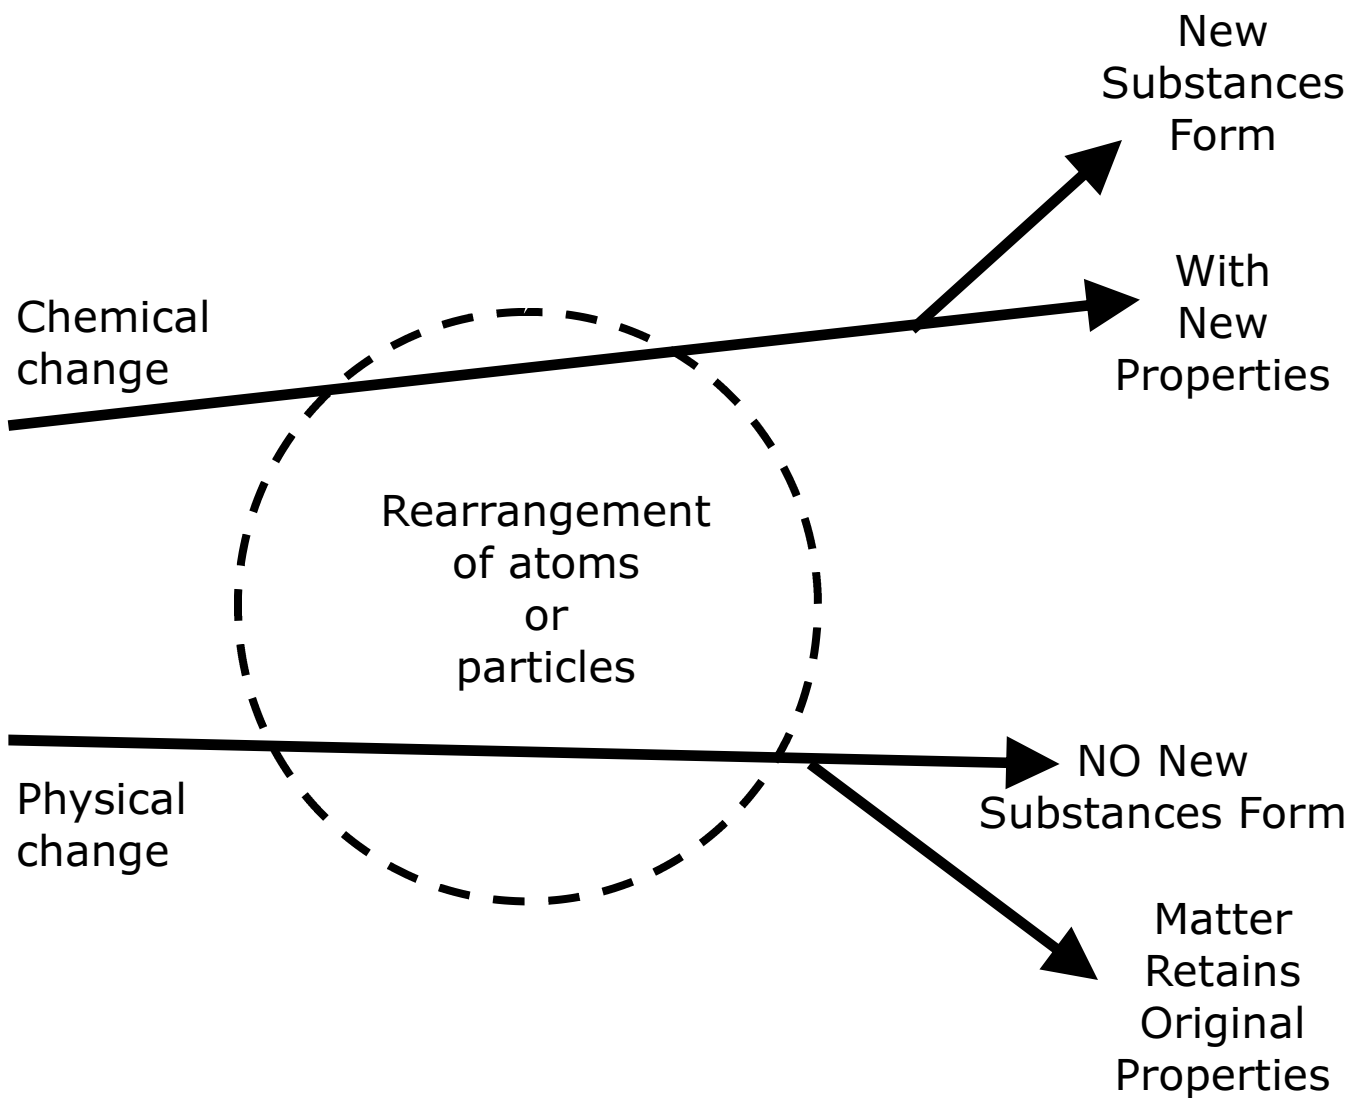 New
Substances
Form
With
New
Properties
Chemical
change
Rearrangement
of atoms
or
particles
Physical
change
NO New
Substances Form
Matter
Retains
Original
Properties